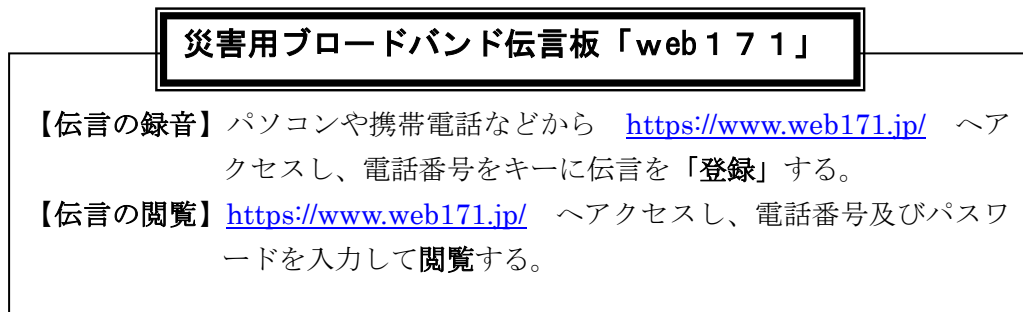 災害用ブロードバンド伝言板「ｗeb１７１」
【伝言の録音】パソコンや携帯電話などから　https://www.web171.jp/　へア
クセスし、電話番号をキーに伝言を「登録」する。
【伝言の閲覧】https://www.web171.jp/　へアクセスし、電話番号及びパスワ
ードを入力して閲覧する。